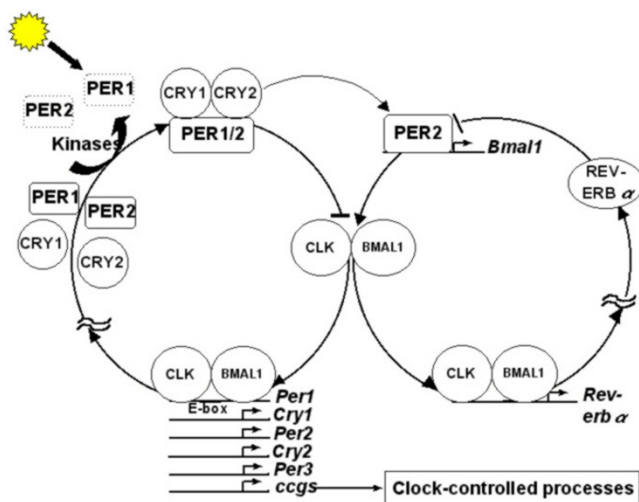 PER1
PER2
Kinases
CRY1 CRY2
PER1/2
PER2
Bmal1
REV-
ERB α
PER1
PER2
CRY1
CRY2
CLK BMAL1
CLK BMAL1
E-box
Per1
Cry1
Per2
Cry2
Per3
ccgs
CLK BMAL1
Rev-
erb α
Clock-controlled processes